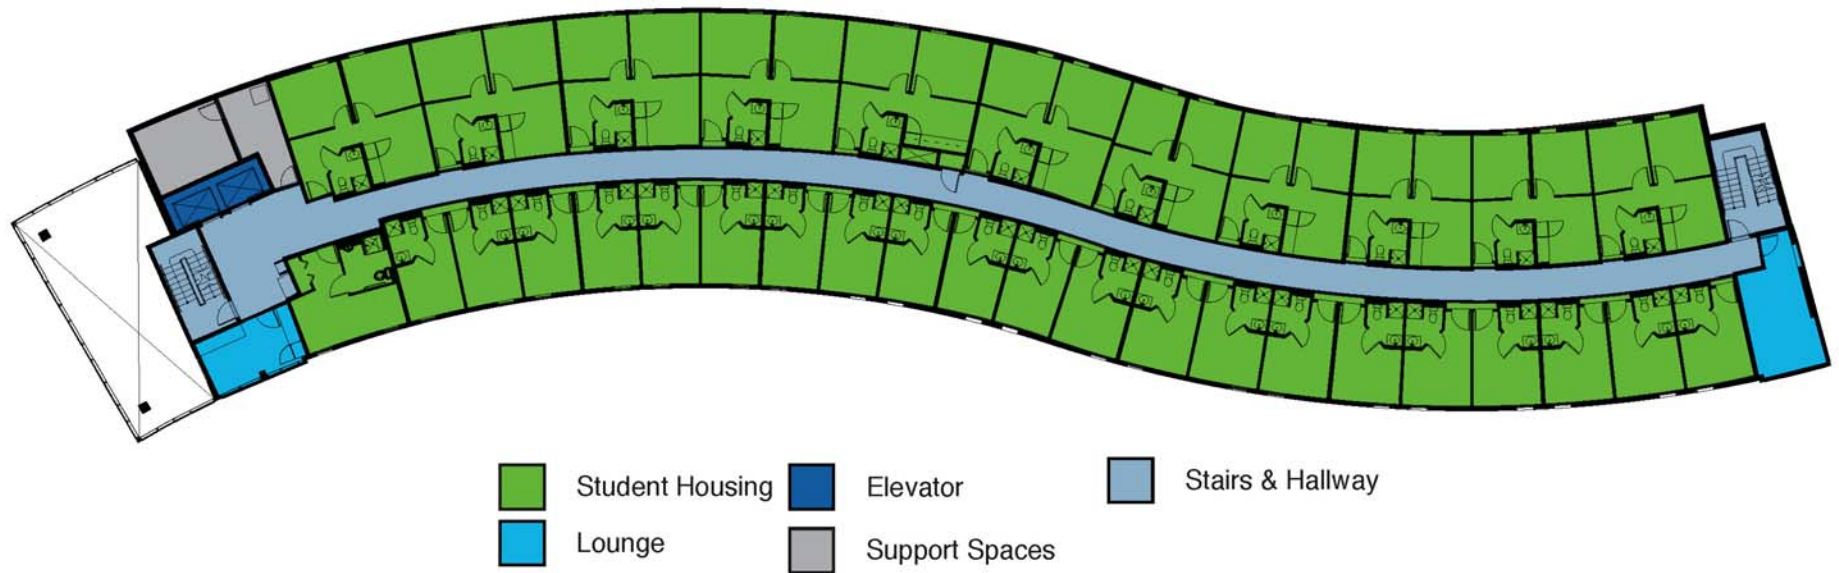 Student Housing
Elevator
Stairs & Hallway
Lounge
Support Spaces